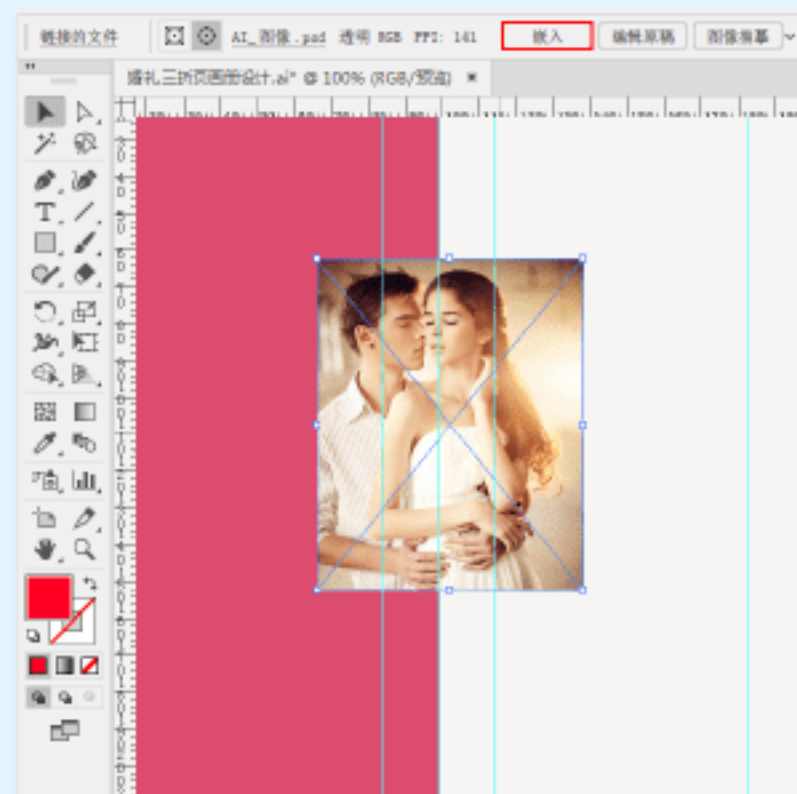 链接的文件 AI_图像.psd 透明 RGB PPI: 141 嵌入 编辑原稿 图像描摹
婚礼三折页画册设计.ai* @ 100% (RGB/预览) ×